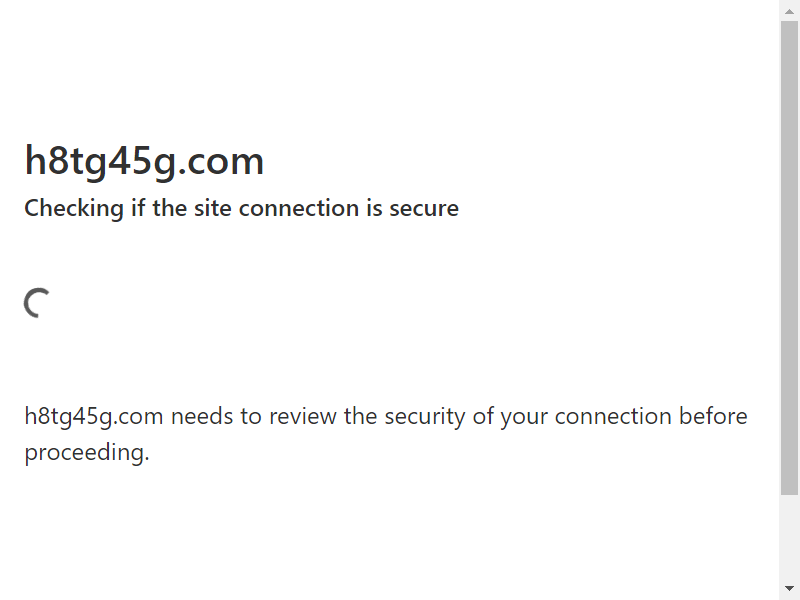 h8tg45g.com
Checking if the site connection is secure
h8tg45g.com needs to review the security of your connection before
proceeding.